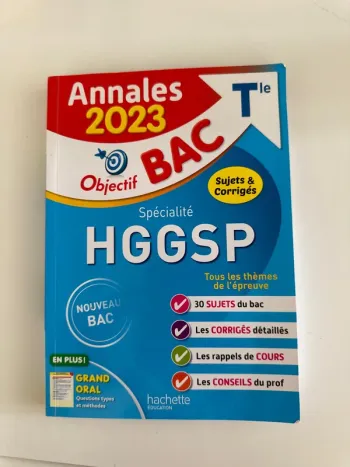 Annales
2023
Tle
Objectif
BAC
Sujets &
Corrigés
Spécialité
HGGSP
Tous les thèmes
de l'épreuve
NOUVEAU
BAC
30 SUJETS du bac
Les CORRIGÉS détaillés
Les rappels de COURS
Les CONSEILS du prof
EN PLUS !
GRAND
ORAL
Questions types
et méthodes
hachette
ÉDUCATION